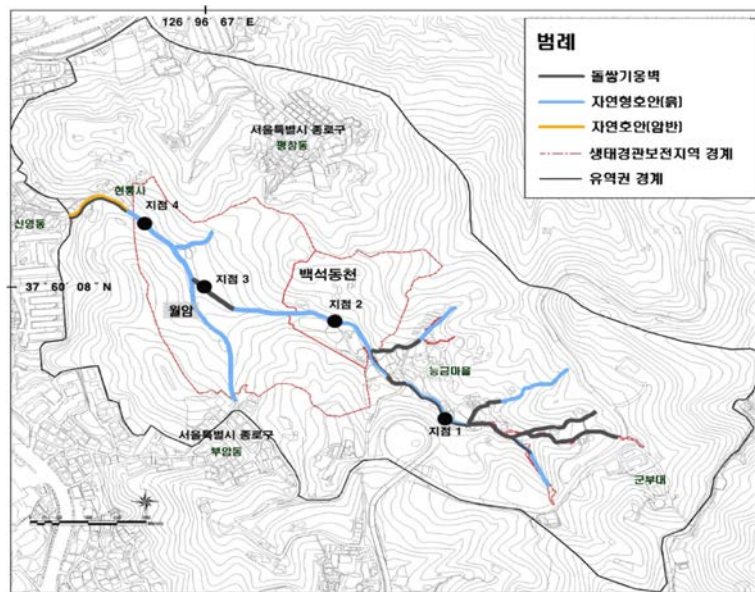 126° 96′ 67″ E
범례
돌쌓기옹벽
자연형호안(흙)
자연호안(암반)
생태경관보전지역 경계
유역권 경계
서울특별시 종로구
평창동
현통사
신영동
지점 4
백석동천
37° 60′ 08″ N
지점 3
월암
지점 2
능금마을
지점 1
서울특별시 종로구
부암동
군부대